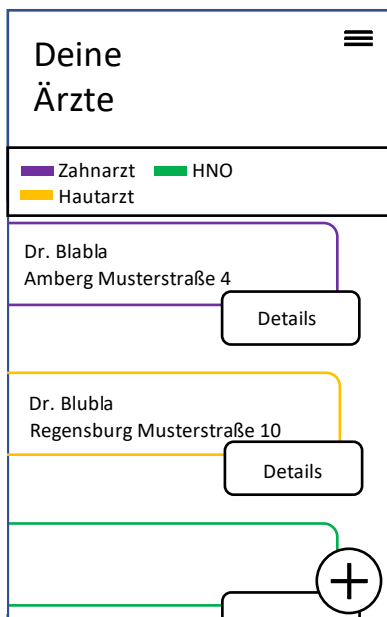 Deine
Ärzte
Zahnarzt HNO
Hautarzt
Dr. Blabla
Amberg Musterstraße 4
Details
Dr. Blubla
Regensburg Musterstraße 10
Details